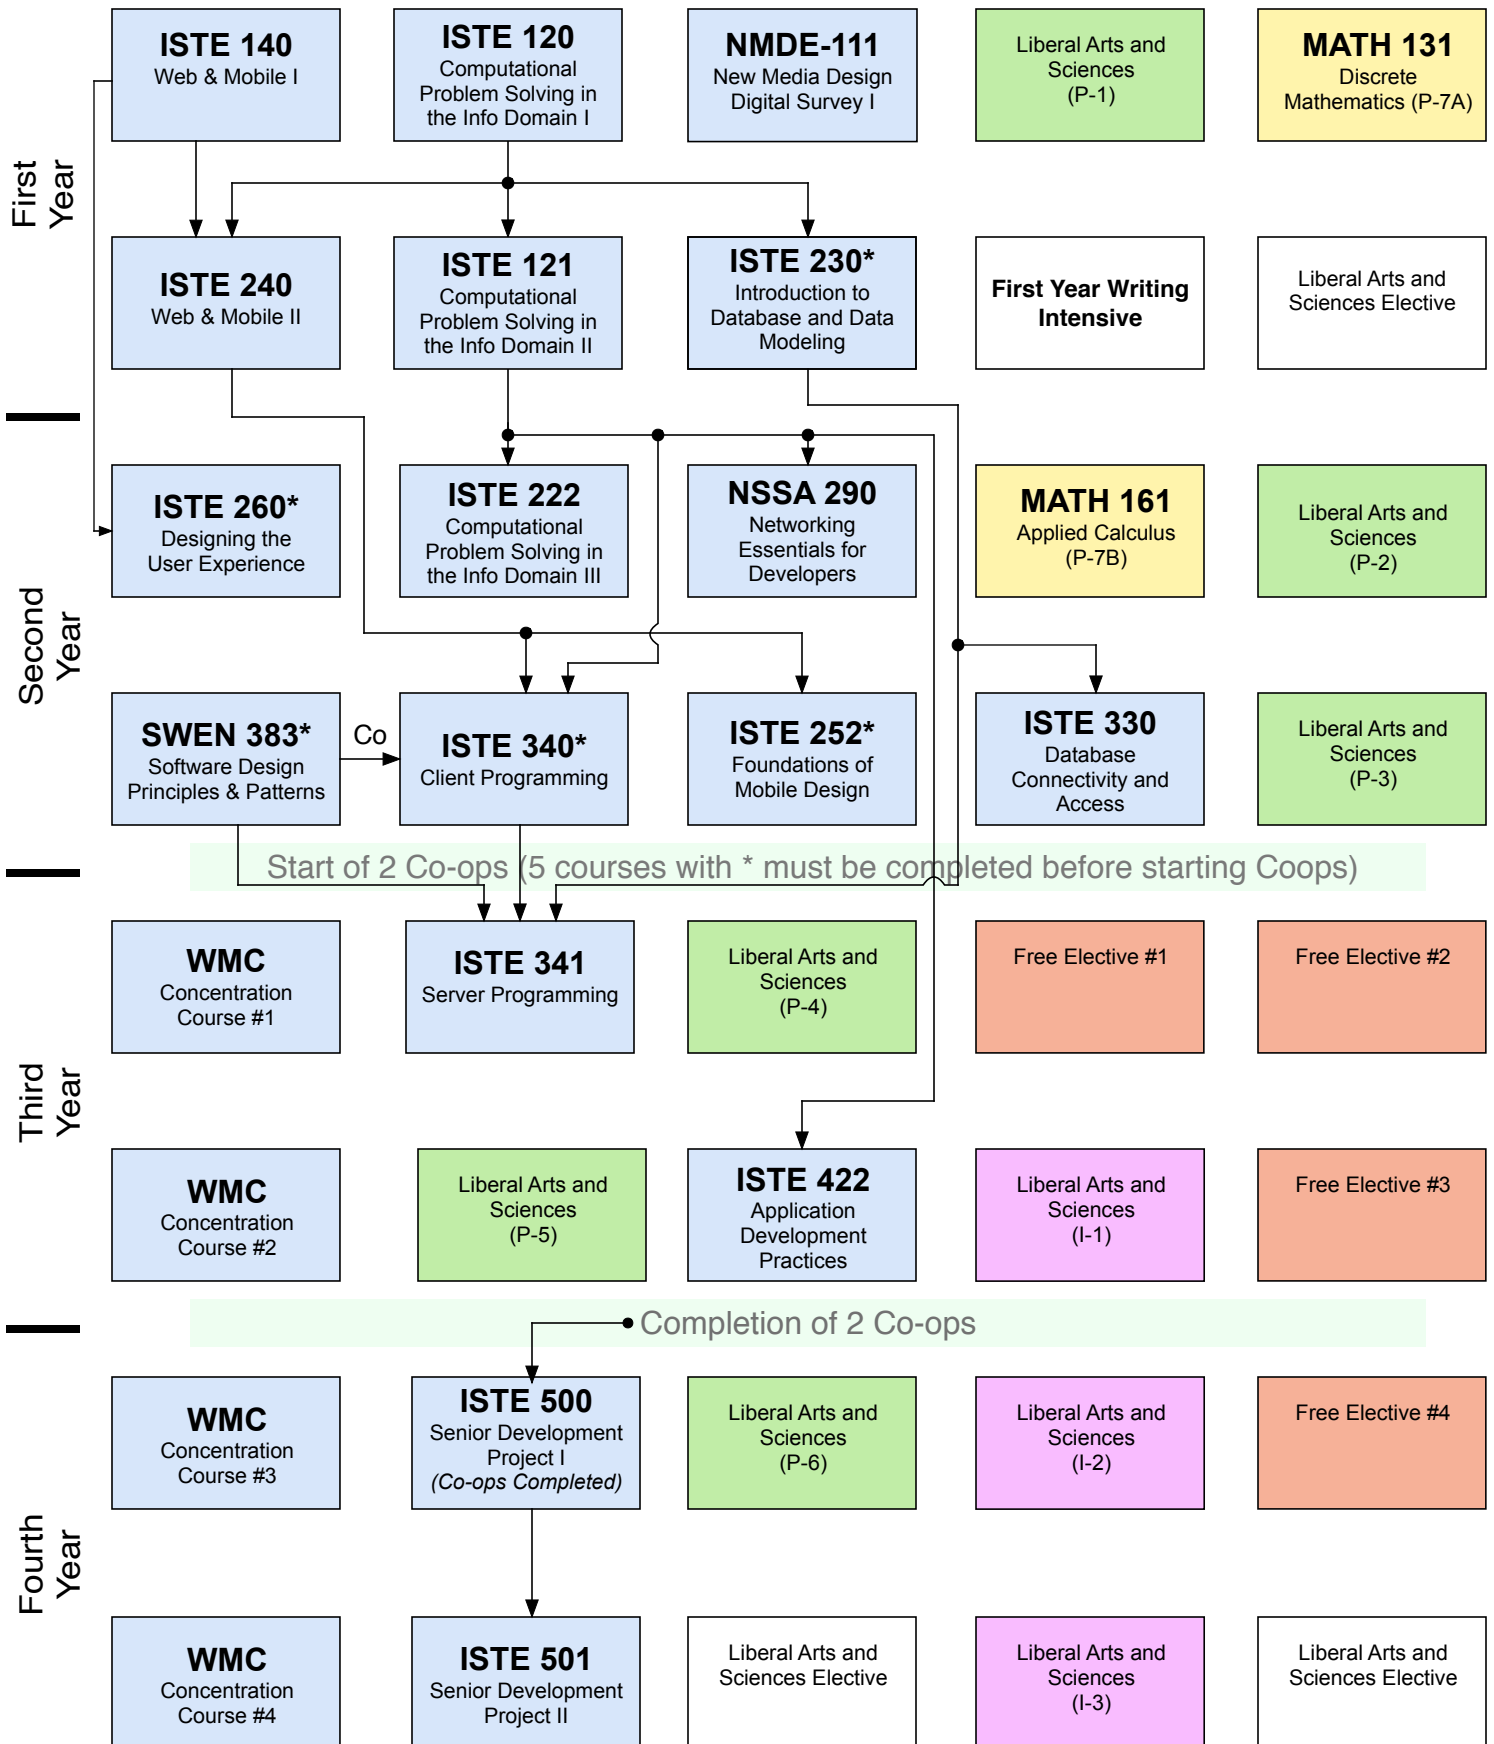 First
Year
ISTE 140
Web & Mobile I
ISTE 120
Computational
Problem Solving in
the Info Domain I
NMDE-111
New Media Design
Digital Survey I
Liberal Arts and
Sciences
(P-1)
MATH 131
Discrete
Mathematics (P-7A)
ISTE 240
Web & Mobile II
ISTE 121
Computational
Problem Solving in
the Info Domain II
ISTE 230*
Introduction to
Database and Data
Modeling
First Year Writing
Intensive
Liberal Arts and
Sciences Elective
Second
Year
ISTE 260*
Designing the
User Experience
ISTE 222
Computational
Problem Solving in
the Info Domain III
NSSA 290
Networking
Essentials for
Developers
MATH 161
Applied Calculus
(P-7B)
Liberal Arts and
Sciences
(P-2)
SWEN 383*
Software Design
Principles & Patterns
Co
ISTE 340*
Client Programming
ISTE 252*
Foundations of
Mobile Design
ISTE 330
Database
Connectivity and
Access
Liberal Arts and
Sciences
(P-3)
Start of 2 Co-ops (5 courses with * must be completed before starting Coops)
Third
Year
WMC
Concentration
Course #1
ISTE 341
Server Programming
Liberal Arts and
Sciences
(P-4)
Free Elective #1
Free Elective #2
WMC
Concentration
Course #2
Liberal Arts and
Sciences
(P-5)
ISTE 422
Application
Development
Practices
Liberal Arts and
Sciences
(I-1)
Free Elective #3
Completion of 2 Co-ops
Fourth
Year
WMC
Concentration
Course #3
ISTE 500
Senior Development
Project I
(Co-ops Completed)
Liberal Arts and
Sciences
(P-6)
Liberal Arts and
Sciences
(I-2)
Free Elective #4
WMC
Concentration
Course #4
ISTE 501
Senior Development
Project II
Liberal Arts and
Sciences Elective
Liberal Arts and
Sciences
(I-3)
Liberal Arts and
Sciences Elective